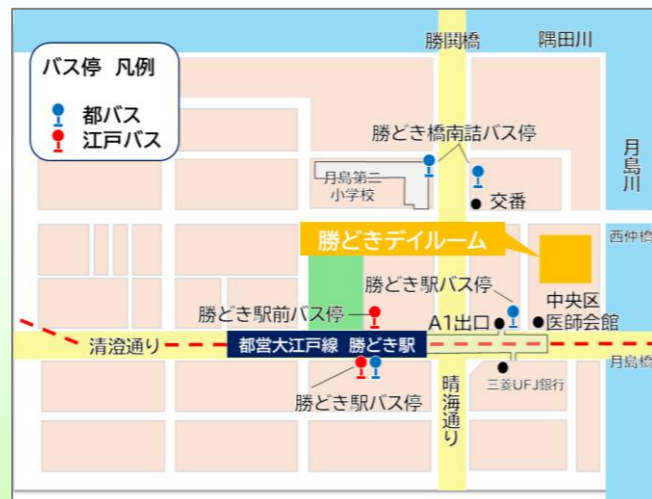 勝鬨橋
隅田川
バス停 凡例
都バス
江戸バス
勝どき橋南詰バス停
月島川
月島第二
小学校
交番
勝どきデイルーム
西仲橋
勝どき駅バス停
勝どき駅前バス停
A1出口
中央区
医師会館
清澄通り
都営大江戸線 勝どき駅
月島橋
勝どき駅バス停
晴海通り
三菱UFJ銀行